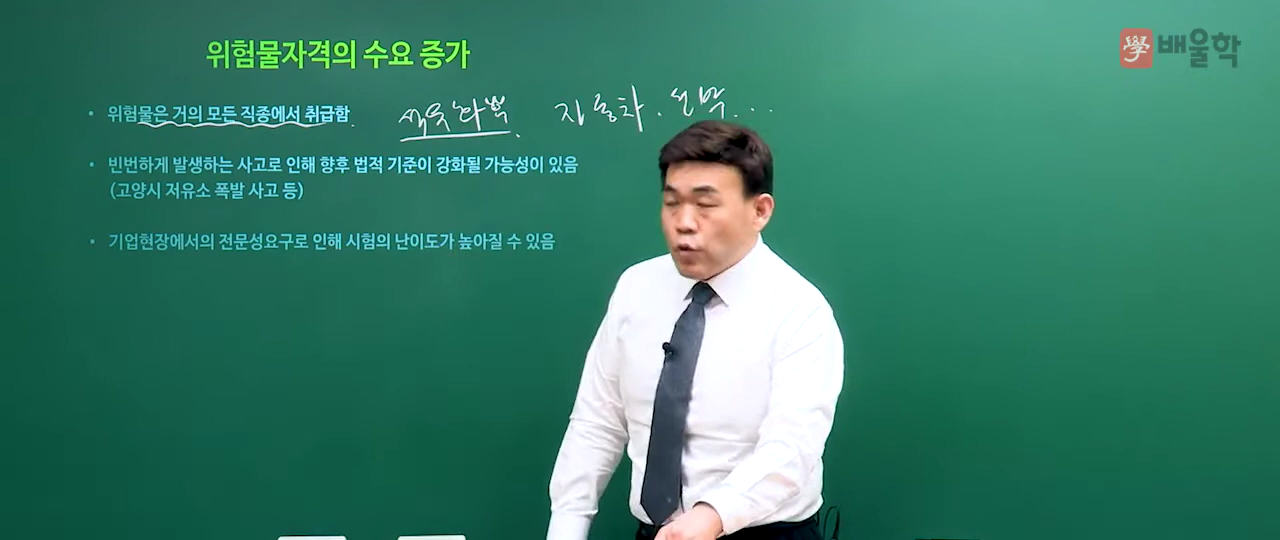 學 배울학
위험물자격의 수요 증가
• 위험물은 거의 모든 직종에서 취급함 자동차. 선박...
• 빈번하게 발생하는 사고로 인해 향후 법적 기준이 강화될 가능성이 있음
(고양시 저유소 폭발 사고 등)
• 기업현장에서의 전문성요구로 인해 시험의 난이도가 높아질 수 있음